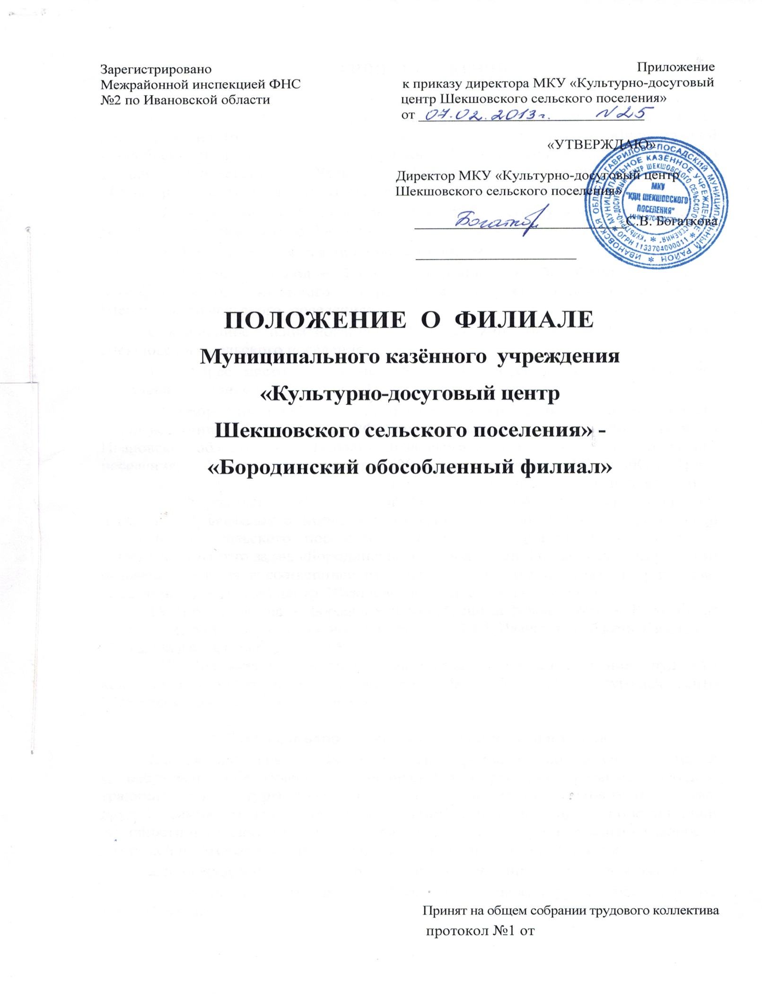 Зарегистрировано
Межрайонной инспекцией ФНС
№2 по Ивановской области
Приложение
к приказу директора МКУ «Культурно-досуговый
центр Шекшовского сельского поселения»
от 07.02.2013г. N 25
«УТВЕРЖДАЮ»
Директор МКУ «Культурно-досуговый центр
Шекшовского сельского поселения»
Богатко С.В. Богаткова
ИВАНОВСКАЯ ОБЛАСТЬ ГАВРИЛОВО-ПОСАДСКИЙ МУНИЦИПАЛЬНЫЙ РАЙОН *
МУНИЦИПАЛЬНОЕ КАЗЁННОЕ УЧРЕЖДЕНИЕ * ОГРН 1133704000011 *
"КУЛЬТУРНО-ДОСУГОВЫЙ ЦЕНТР ШЕКШОВСКОГО СЕЛЬСКОГО ПОСЕЛЕНИЯ" *
МКУ
"КДЦ ШЕКШОВСКОГО
ПОСЕЛЕНИЯ"
ИНН
ПОЛОЖЕНИЕ О ФИЛИАЛЕ
Муниципального казённого учреждения
«Культурно-досуговый центр
Шекшовского сельского поселения» -
«Бородинский обособленный филиал»
Принят на общем собрании трудового коллектива
протокол №1 от